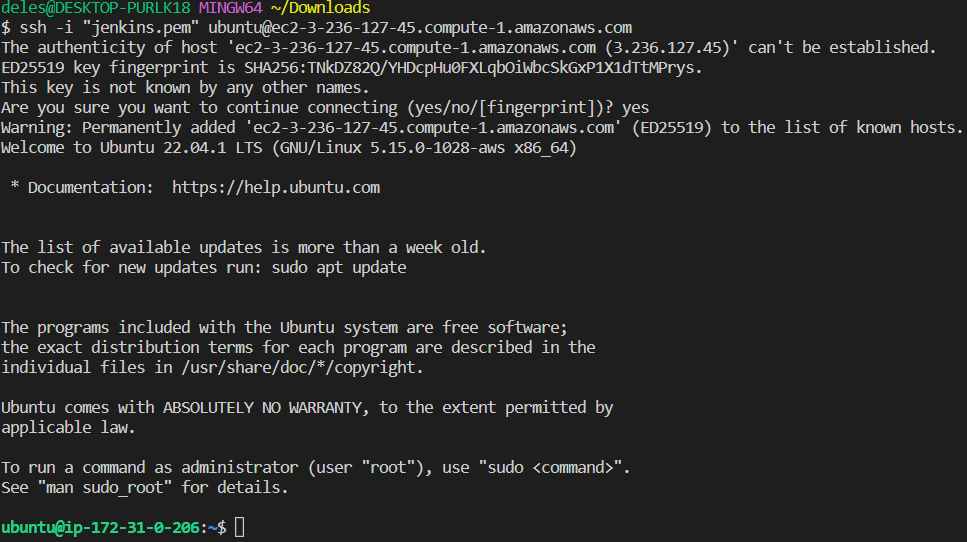 deles@DESKTOP-PURLK18 MINGW64 ~/Downloads
$ ssh -i "jenkins.pem" ubuntu@ec2-3-236-127-45.compute-1.amazonaws.com
The authenticity of host 'ec2-3-236-127-45.compute-1.amazonaws.com (3.236.127.45)' can't be established.
ED25519 key fingerprint is SHA256:TNkDZ82Q/YHDcpHu0FXLqbOiWbcSkGxP1X1dTtMPrys.
This key is not known by any other names.
Are you sure you want to continue connecting (yes/no/[fingerprint])? yes
Warning: Permanently added 'ec2-3-236-127-45.compute-1.amazonaws.com' (ED25519) to the list of known hosts.
Welcome to Ubuntu 22.04.1 LTS (GNU/Linux 5.15.0-1028-aws x86_64)
* Documentation:  https://help.ubuntu.com
The list of available updates is more than a week old.
To check for new updates run: sudo apt update
The programs included with the Ubuntu system are free software;
the exact distribution terms for each program are described in the
individual files in /usr/share/doc/*/copyright.
Ubuntu comes with ABSOLUTELY NO WARRANTY, to the extent permitted by
applicable law.
To run a command as administrator (user "root"), use "sudo <command>".
See "man sudo_root" for details.
ubuntu@ip-172-31-0-206:~$